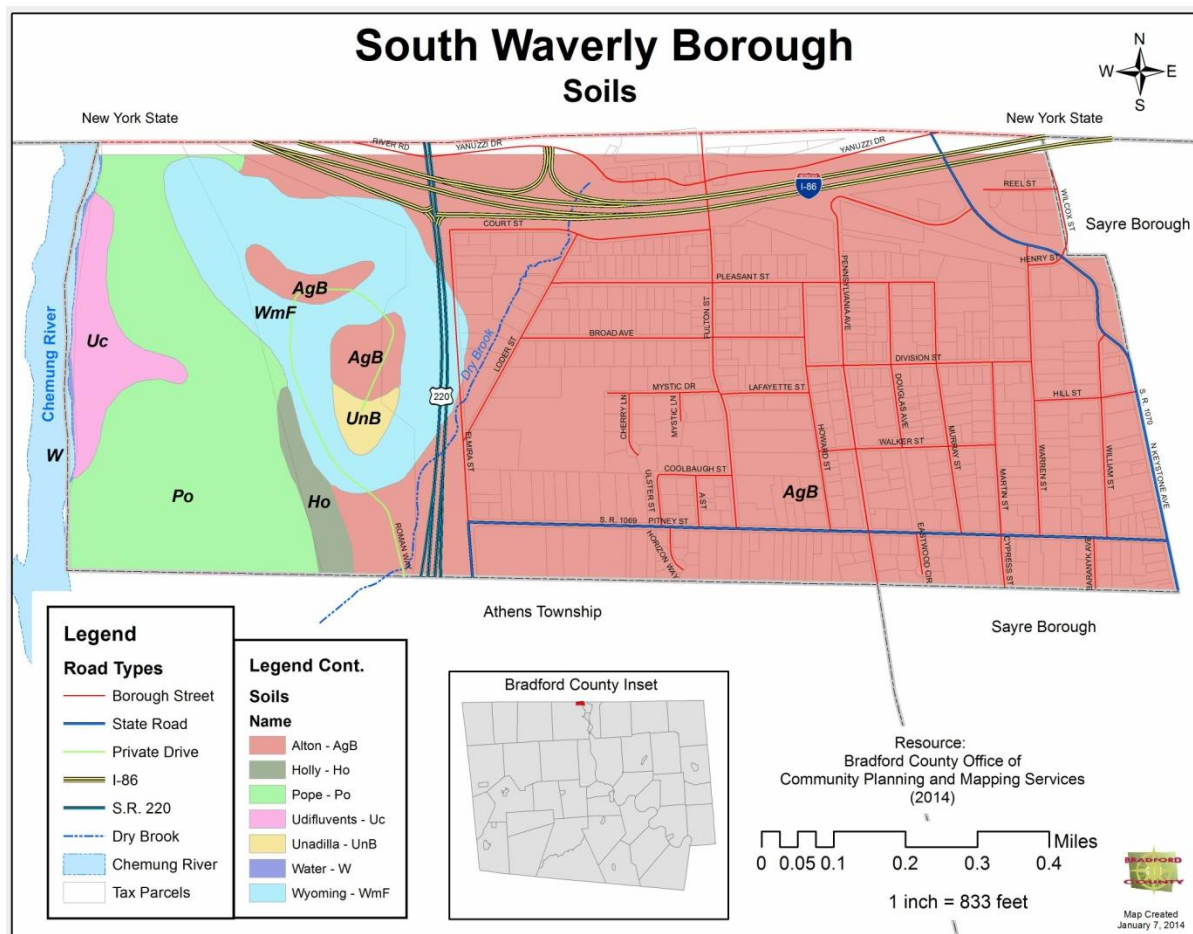 South Waverly Borough
Soils
N
W E
S
New York State
New York State
RIVER RD
YANUZZI DR
YANUZZI DR
I-86
REEL ST
WILCOX ST
Sayre Borough
COURT ST
HENRY ST
PLEASANT ST
PENNSYLVANIA AVE
FULTON ST
AgB
WmF
Uc
Chemung River
BROAD AVE
Dry Brook
LODER ST
AgB
DIVISION ST
220
MYSTIC DR
LAFAYETTE ST
DOUGLAS AVE
HILL ST
S.R. 1070
N KEYSTONE AVE
UnB
CHERRY LN
MYSTIC LN
HOWARD ST
MURRAY ST
WALKER ST
ELMIRA ST
W
COOLBAUGH ST
ULSTER ST
A ST
MARTIN ST
WARREN ST
WILLIAM ST
Po
Ho
AgB
S.R. 1069 PITNEY ST
ROMAN WAY
HORIZON WAY
EASTWOOD CIR
CYPRESS ST
BARANYK AVE
Athens Township
Sayre Borough
Legend
Road Types
Borough Street
State Road
Private Drive
I-86
S.R. 220
Dry Brook
Chemung River
Tax Parcels
Legend Cont.
Soils
Name
Alton - AgB
Holly - Ho
Pope - Po
Udifluvents - Uc
Unadilla - UnB
Water - W
Wyoming - WmF
Bradford County Inset
Resource:
Bradford County Office of
Community Planning and Mapping Services
(2014)
Miles
0 0.05 0.1 0.2 0.3 0.4
1 inch = 833 feet
BRADFORD
COUNTY
Map Created
January 7, 2014